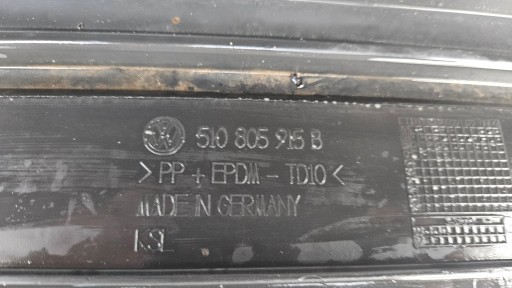 510 805 915 B
>PP + EPDM - TD10<
MADE IN GERMANY
KSL